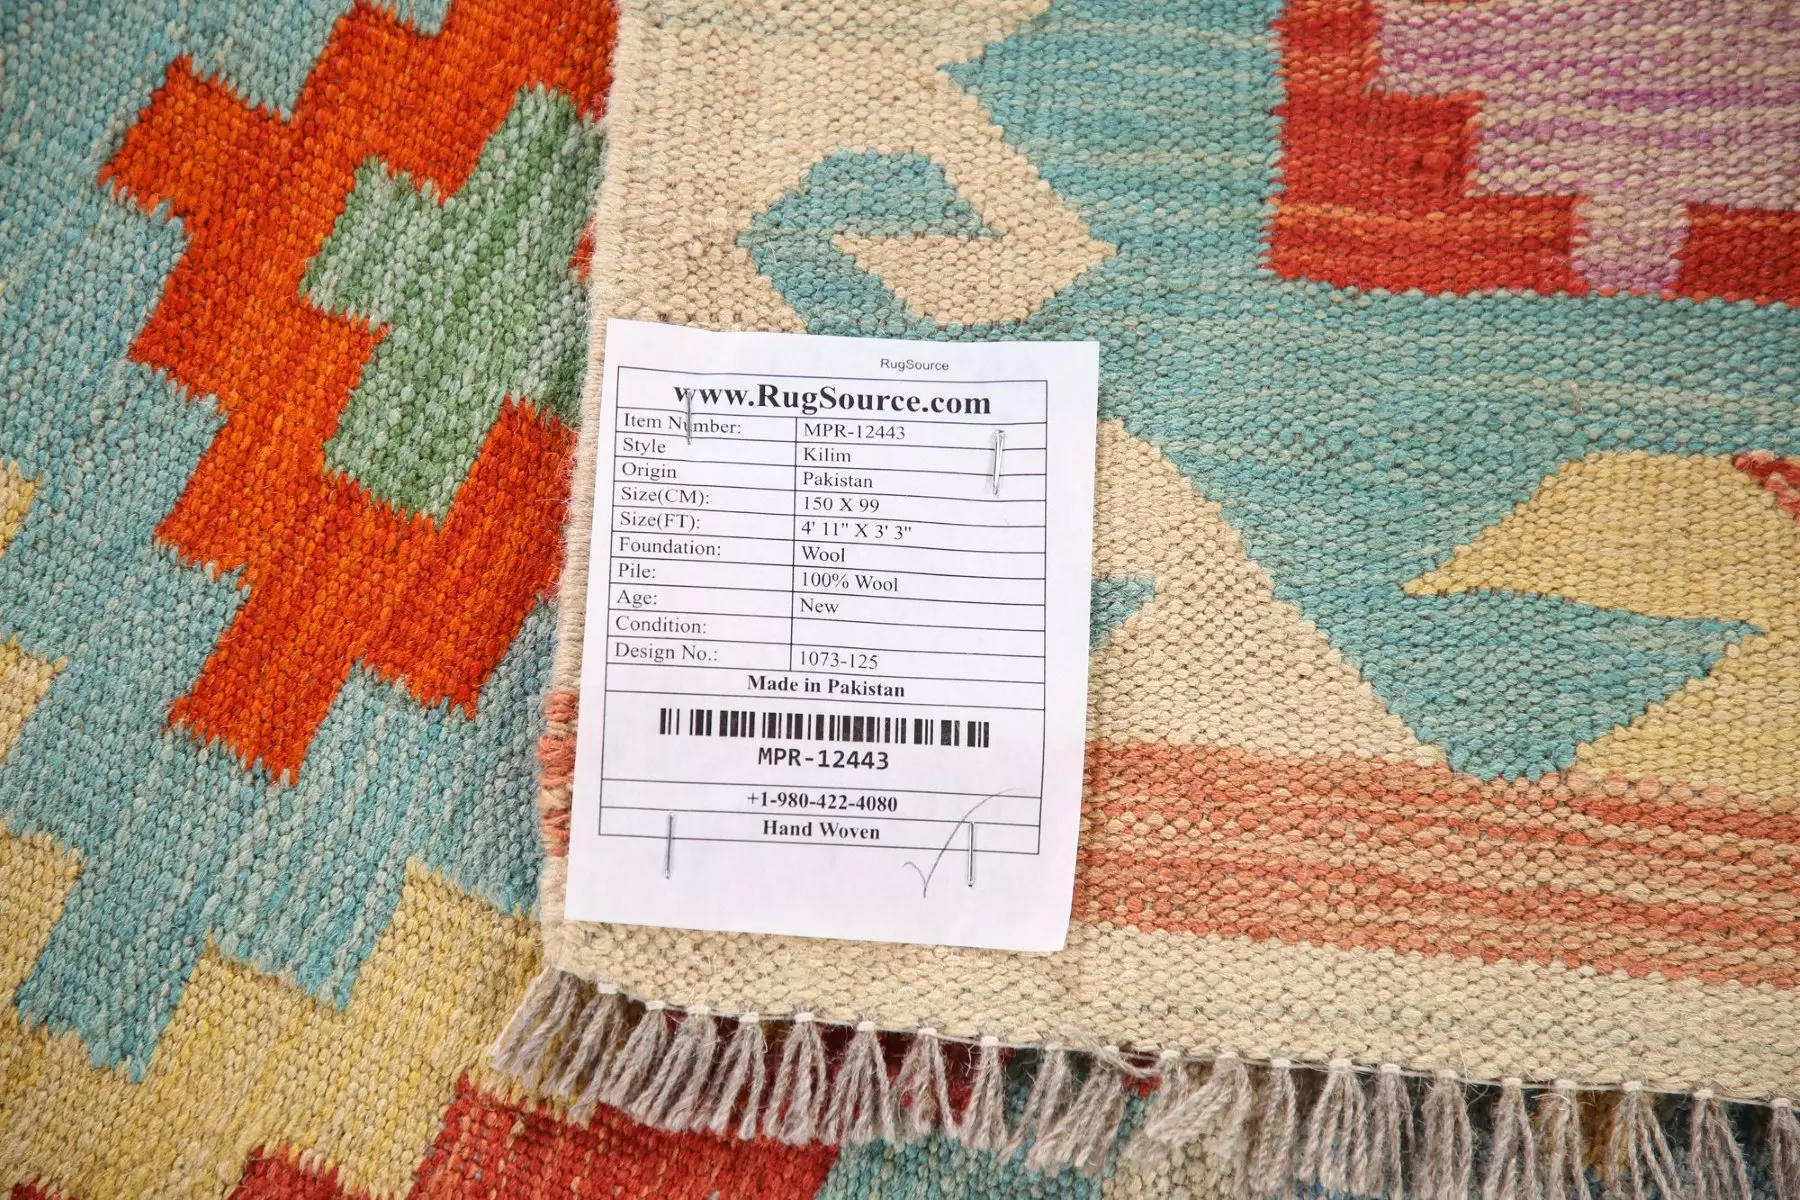 RugSource
www.RugSource.com
Item Number: MPR-12443
Style Kilim
Origin Pakistan
Size(CM): 150 X 99
Size(FT): 4' 11" X 3' 3"
Foundation: Wool
Pile: 100% Wool
Age: New
Condition:
Design No.: 1073-125
Made in Pakistan
MPR-12443
+1-980-422-4080
Hand Woven